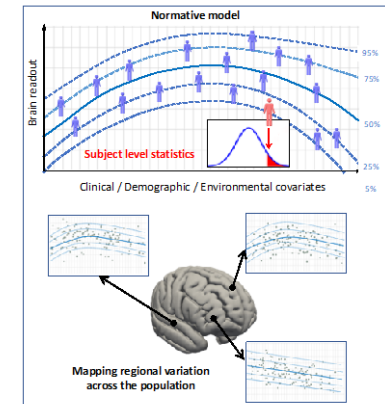 Normative model
95%
75%
Brain readout
Subject level statistics
25%
Clinical / Demographic / Environmental covariates
5%
Mapping regional variation
across the population